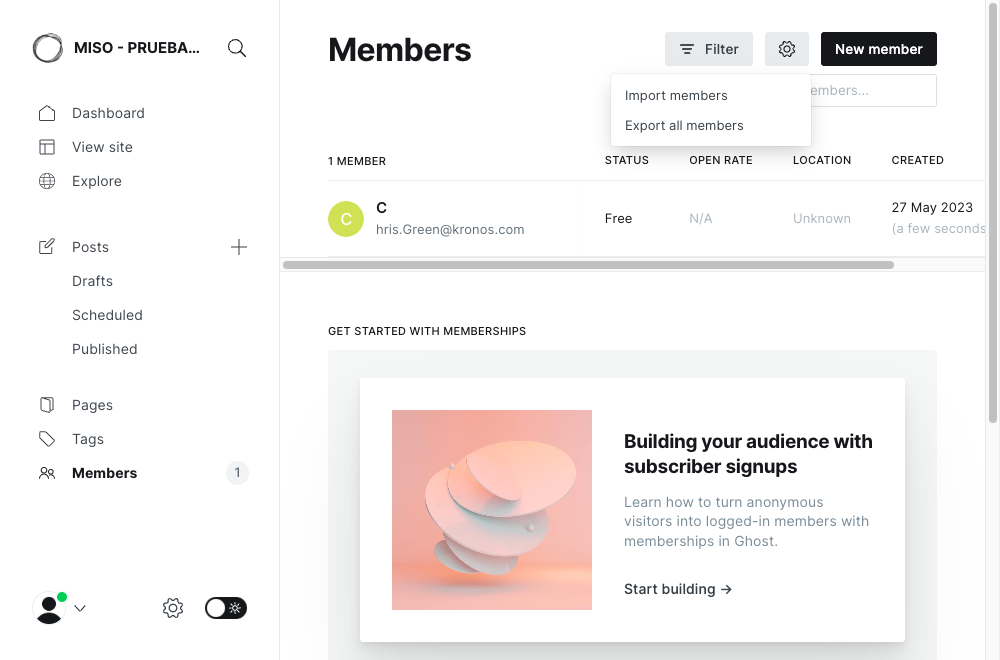 MISO - PRUEBA...
Dashboard
View site
Explore
Posts
Drafts
Scheduled
Published
Pages
Tags
Members 1
Members
Filter
New member
Import members
Export all members
embers...
1 MEMBER STATUS OPEN RATE LOCATION CREATED
C
C
hris.Green@kronos.com
Free
N/A
Unknown
27 May 2023
(a few seconds
GET STARTED WITH MEMBERSHIPS
Building your audience with
subscriber signups
Learn how to turn anonymous
visitors into logged-in members with
memberships in Ghost.
Start building →